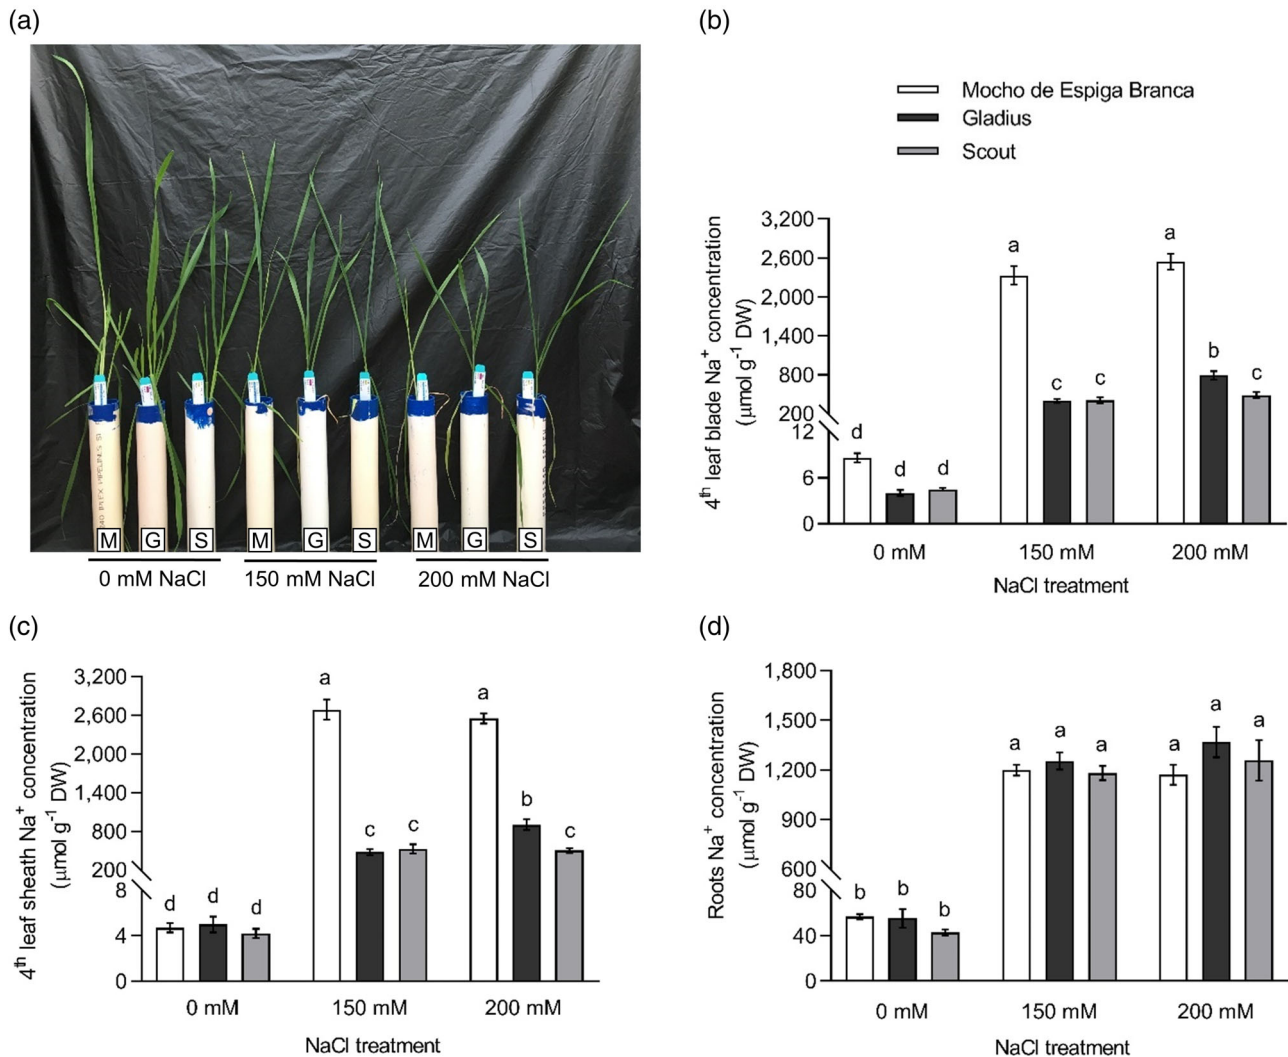 (a)
M G S M G S M G S
0 mM NaCl 150 mM NaCl 200 mM NaCl
(b)
Mocho de Espiga Branca
Gladius
Scout
4th leaf blade Na+ concentration
(μmol g-1 DW)
3,200
2,600
2,000
1,400
800
200
12
6
0
a
a
b
c c
c
d
d d
0 mM 150 mM 200 mM
NaCl treatment
(c)
4th leaf sheath Na+ concentration
(μmol g-1 DW)
3,200
2,600
2,000
1,400
800
200
8
4
0
a
a
b
c c
c
d d d
0 mM 150 mM 200 mM
NaCl treatment
(d)
Roots Na+ concentration
(μmol g-1 DW)
1,800
1,500
1,200
900
600
80
40
0
a a a
a a a
b b b
0 mM 150 mM 200 mM
NaCl treatment